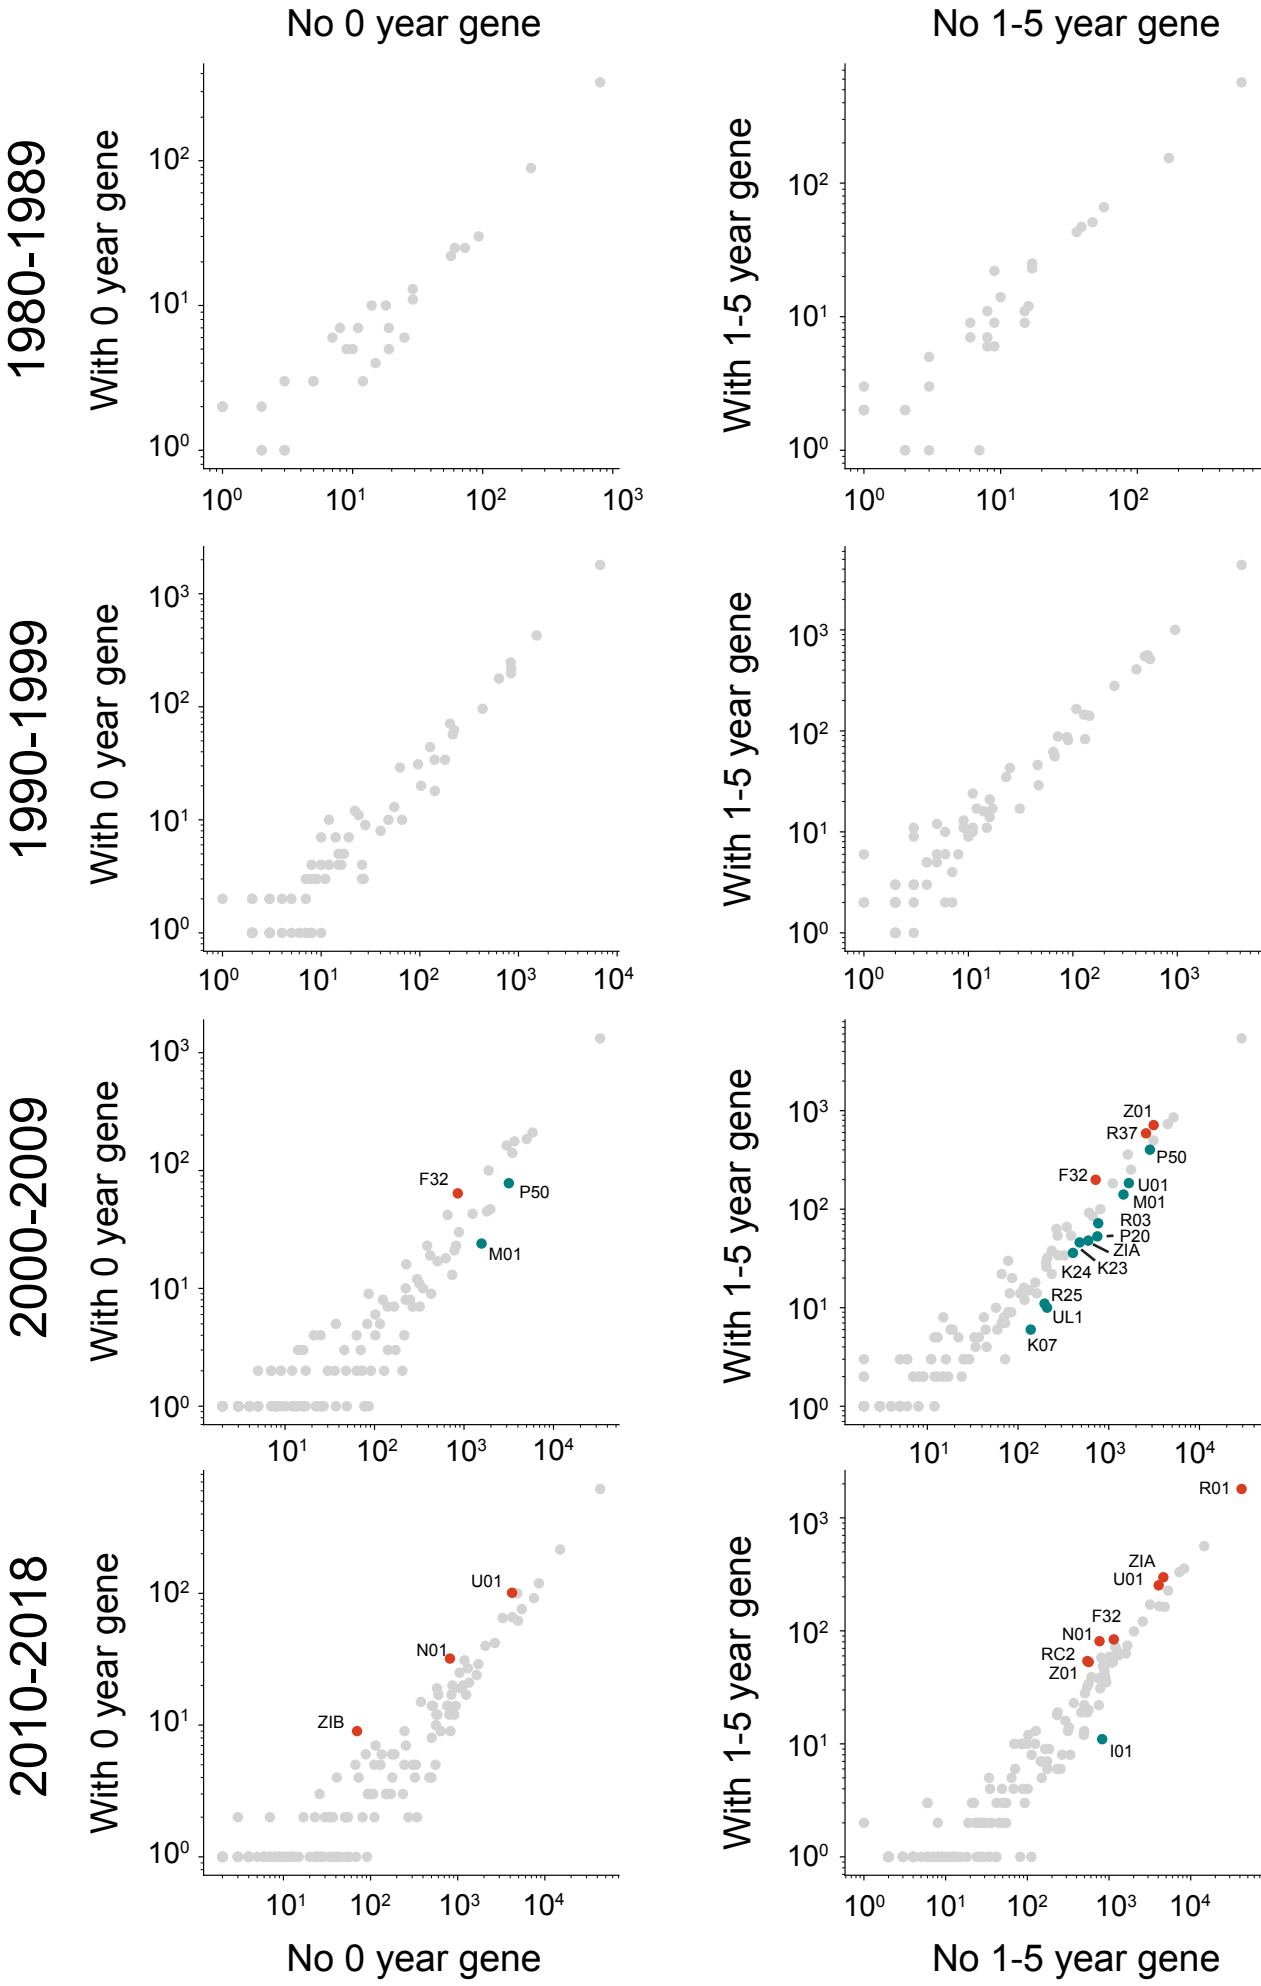 No 0 year gene
No 1-5 year gene
1980-1989
With 0 year gene
10²
10¹
10⁰
10⁰
10¹
10²
10³
With 1-5 year gene
10²
10¹
10⁰
10⁰
10¹
10²
1990-1999
With 0 year gene
10³
10²
10¹
10⁰
10⁰
10¹
10²
10³
10⁴
With 1-5 year gene
10³
10²
10¹
10⁰
10⁰
10¹
10²
10³
2000-2009
With 0 year gene
10³
10²
10¹
10⁰
F32
P50
M01
10¹
10²
10³
10⁴
With 1-5 year gene
10³
10²
10¹
10⁰
Z01
R37
P50
F32
U01
M01
R03
P20
ZIA
K23
K24
R25
UL1
K07
10¹
10²
10³
10⁴
2010-2018
With 0 year gene
10²
10¹
10⁰
U01
N01
ZIB
10¹
10²
10³
10⁴
With 1-5 year gene
10³
10²
10¹
10⁰
R01
ZIA
U01
F32
N01
RC2
Z01
I01
10⁰
10¹
10²
10³
10⁴
No 0 year gene
No 1-5 year gene